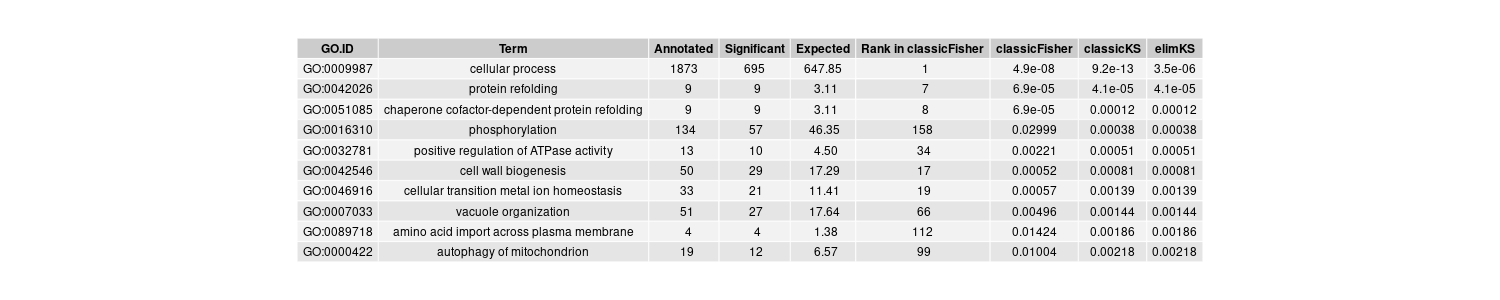 GO.ID Term Annotated Significant Expected Rank in classicFisher classicFisher classicKS elimKS
GO:0009987 cellular process 1873 695 647.85 1 4.9e-08 9.2e-13 3.5e-06
GO:0042026 protein refolding 9 9 3.11 7 6.9e-05 4.1e-05 4.1e-05
GO:0051085 chaperone cofactor-dependent protein refolding 9 9 3.11 8 6.9e-05 0.00012 0.00012
GO:0016310 phosphorylation 134 57 46.35 158 0.02999 0.00038 0.00038
GO:0032781 positive regulation of ATPase activity 13 10 4.50 34 0.00221 0.00051 0.00051
GO:0042546 cell wall biogenesis 50 29 17.29 17 0.00052 0.00081 0.00081
GO:0046916 cellular transition metal ion homeostasis 33 21 11.41 19 0.00057 0.00139 0.00139
GO:0007033 vacuole organization 51 27 17.64 66 0.00496 0.00144 0.00144
GO:0089718 amino acid import across plasma membrane 4 4 1.38 112 0.01424 0.00186 0.00186
GO:0000422 autophagy of mitochondrion 19 12 6.57 99 0.01004 0.00218 0.00218